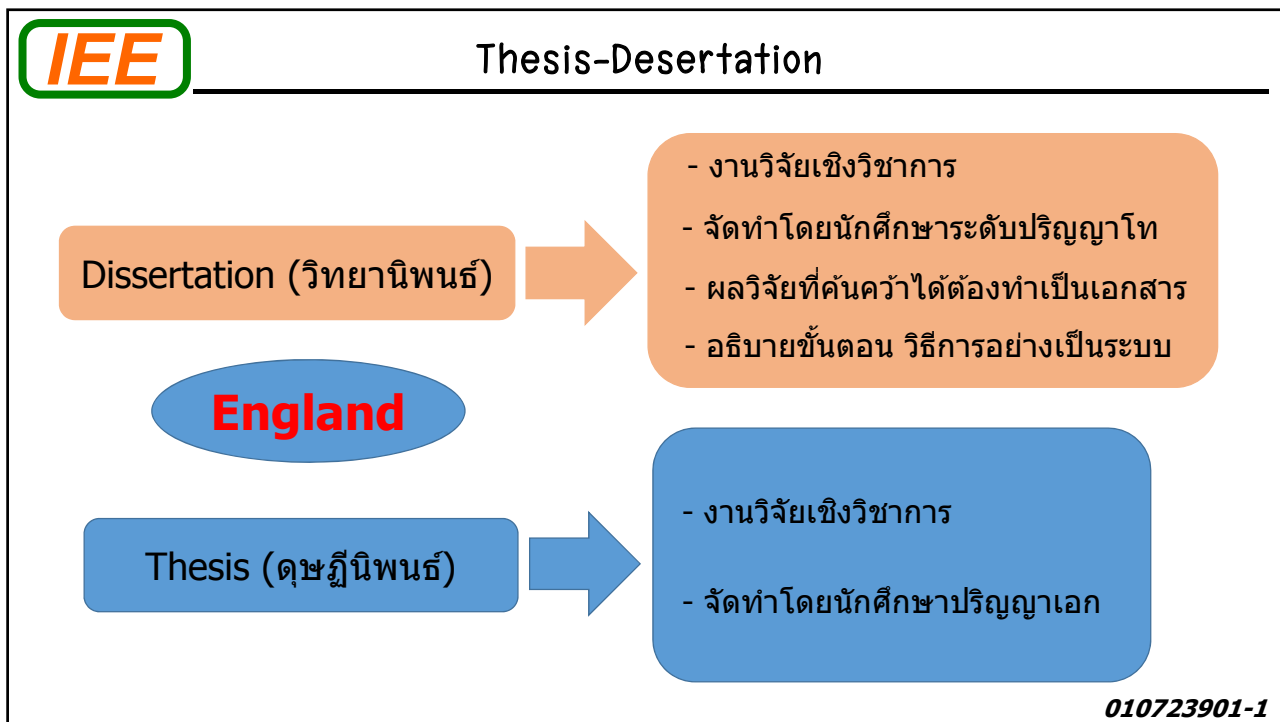 IEE
Thesis-Desertation
Dissertation (วิทยานิพนธ์)
- งานวิจัยเชิงวิชาการ
- จัดทำโดยนักศึกษาระดับปริญญาโท
- ผลวิจัยที่ค้นคว้าได้ต้องทำเป็นเอกสาร
- อธิบายขั้นตอน วิธีการอย่างเป็นระบบ
England
Thesis (ดุษฎีนิพนธ์)
- งานวิจัยเชิงวิชาการ
- จัดทำโดยนักศึกษาปริญญาเอก
010723901-1